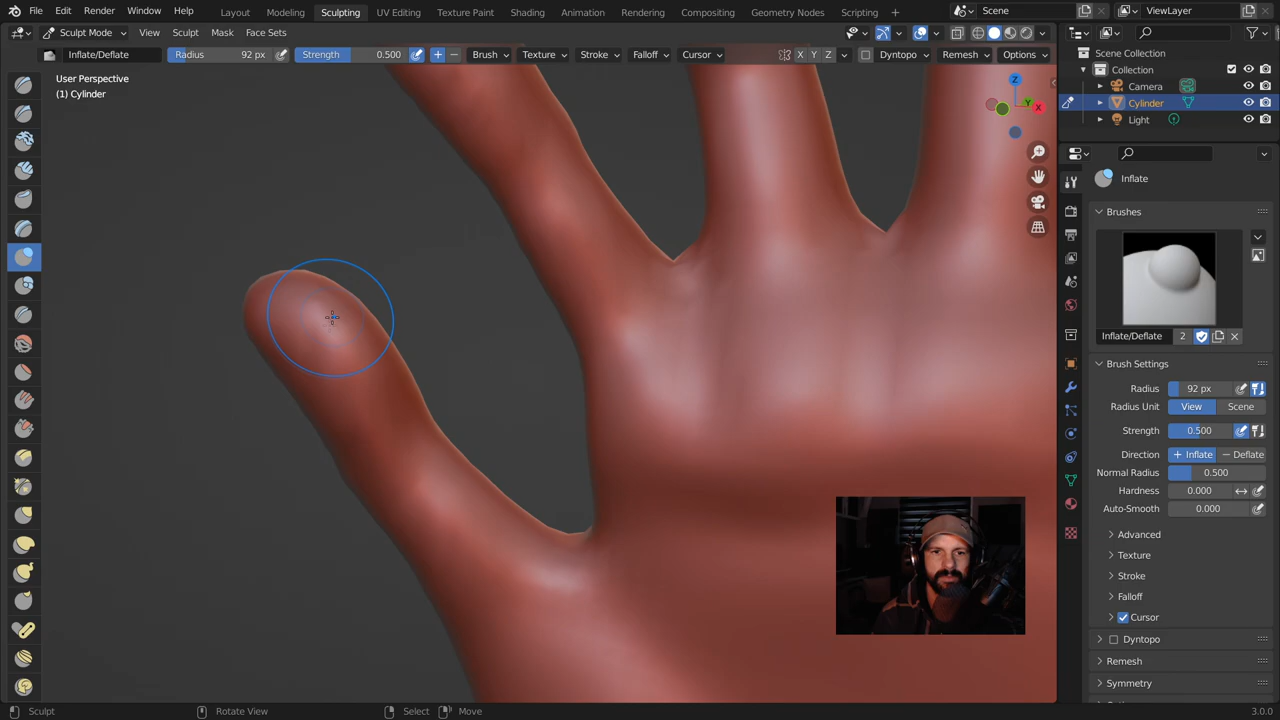 File Edit Render Window Help Layout Modeling Sculpting UV Editing Texture Paint Shading Animation Rendering Compositing Geometry Nodes Scripting + Scene ViewLayer
Sculpt Mode View Sculpt Mask Face Sets
Inflate/Deflate Radius 92 px Strength 0.500 + − Brush Texture Stroke Falloff Cursor X Y Z Dyntopo Remesh Options
User Perspective
(1) Cylinder
Z
Y
X
Scene Collection
Collection
Camera
Cylinder
Light
Inflate
Brushes
Inflate/Deflate 2
Brush Settings
Radius 92 px
Radius Unit View Scene
Strength 0.500
Direction + Inflate − Deflate
Normal Radius 0.500
Hardness 0.000
Auto-Smooth 0.000
Advanced
Texture
Stroke
Falloff
Cursor
Dyntopo
Remesh
Symmetry
Sculpt Rotate View Select Move 3.0.0